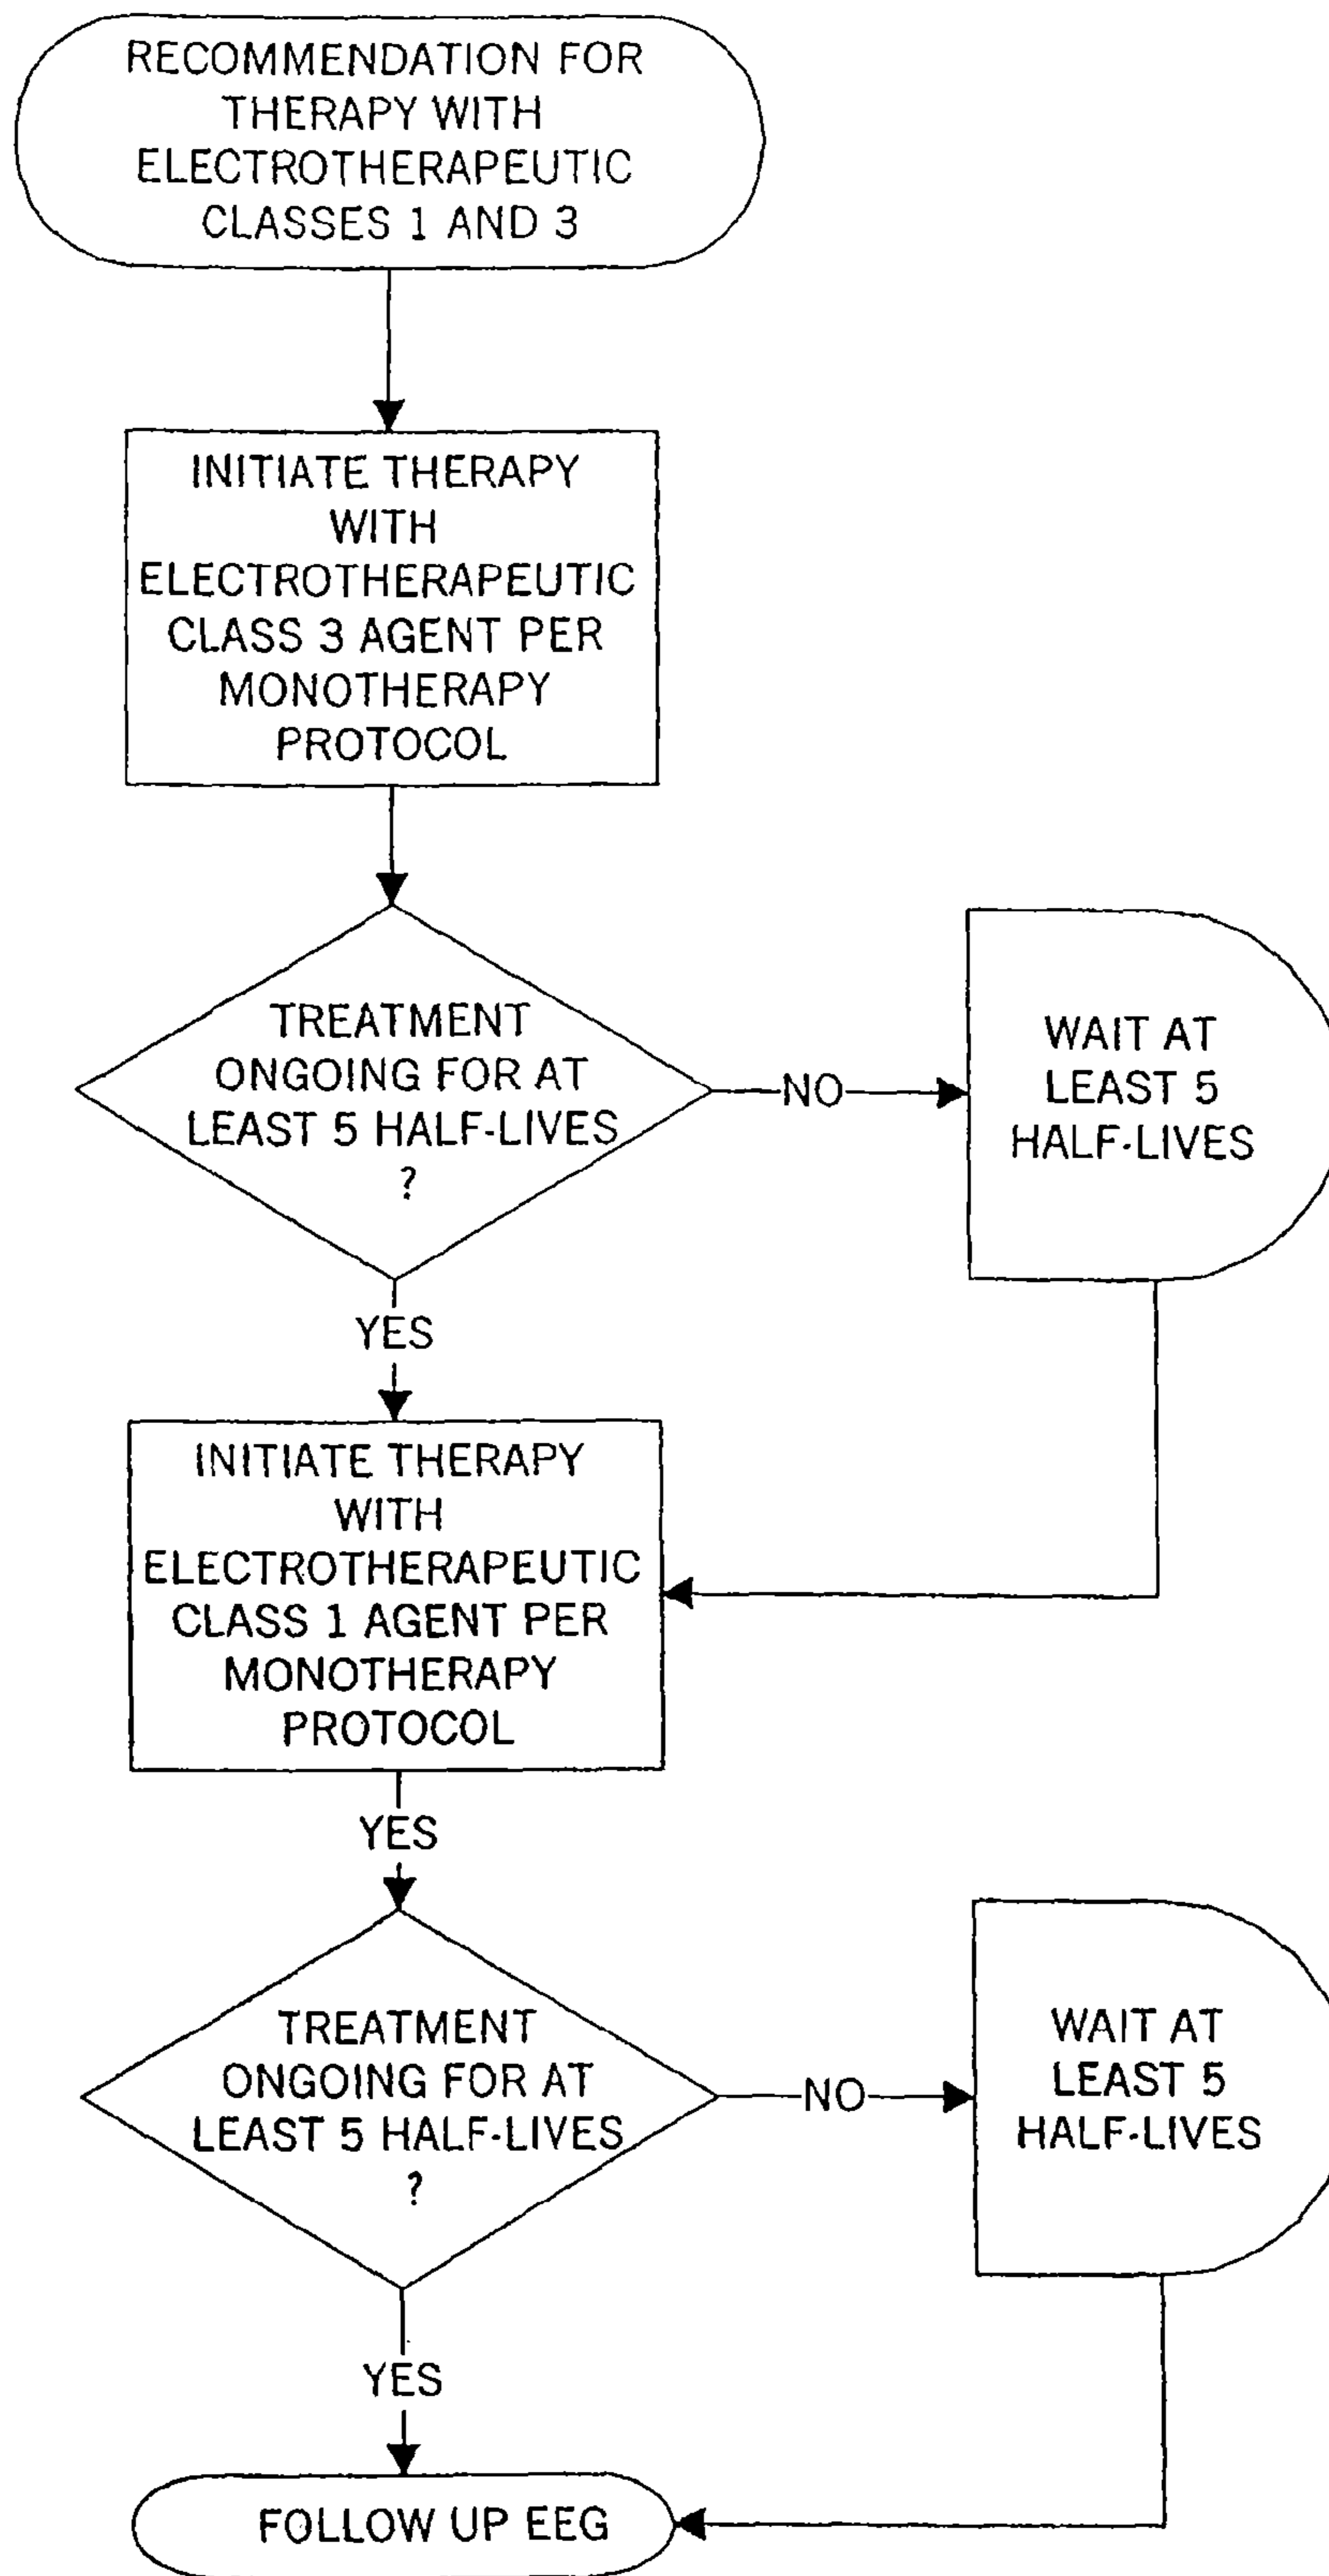 RECOMMENDATION FOR
THERAPY WITH
ELECTROTHERAPEUTIC
CLASSES 1 AND 3
INITIATE THERAPY
WITH
ELECTROTHERAPEUTIC
CLASS 3 AGENT PER
MONOTHERAPY
PROTOCOL
TREATMENT
ONGOING FOR AT
LEAST 5 HALF-LIVES
?
NO
WAIT AT
LEAST 5
HALF-LIVES
YES
INITIATE THERAPY
WITH
ELECTROTHERAPEUTIC
CLASS 1 AGENT PER
MONOTHERAPY
PROTOCOL
YES
TREATMENT
ONGOING FOR AT
LEAST 5 HALF-LIVES
?
NO
WAIT AT
LEAST 5
HALF-LIVES
YES
FOLLOW UP EEG